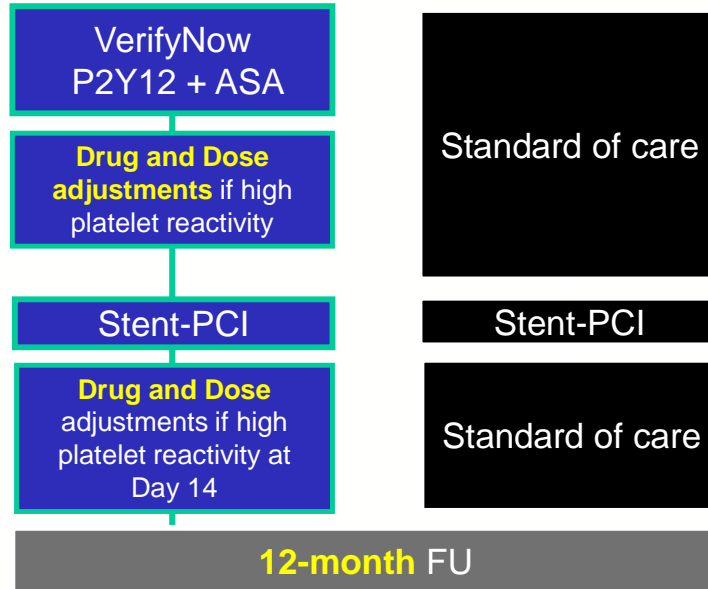 VerifyNow
P2Y12 + ASA
Drug and Dose
adjustments if high
platelet reactivity
Standard of care
Stent-PCI
Stent-PCI
Drug and Dose
adjustments if high
platelet reactivity at
Day 14
Standard of care
12-month FU